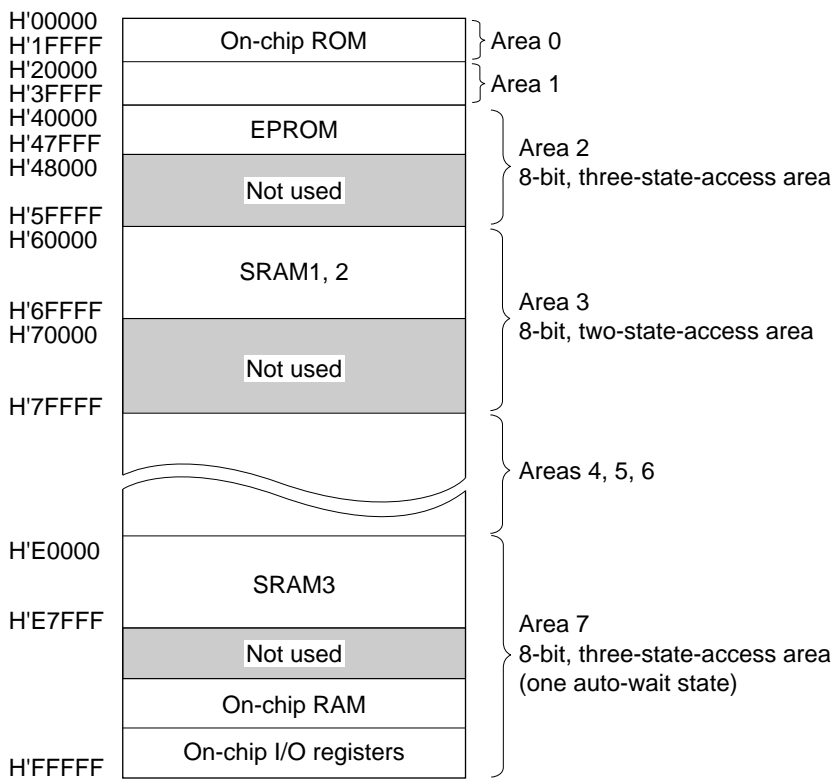 H'00000
On-chip ROM
Area 0
H'1FFFF
H'20000
Area 1
H'3FFFF
H'40000
EPROM
H'47FFF
Area 2
8-bit, three-state-access area
H'48000
Not used
H'5FFFF
H'60000
SRAM1, 2
H'6FFFF
Area 3
8-bit, two-state-access area
H'70000
Not used
H'7FFFF
Areas 4, 5, 6
H'E0000
SRAM3
H'E7FFF
Area 7
8-bit, three-state-access area
(one auto-wait state)
Not used
On-chip RAM
On-chip I/O registers
H'FFFFF